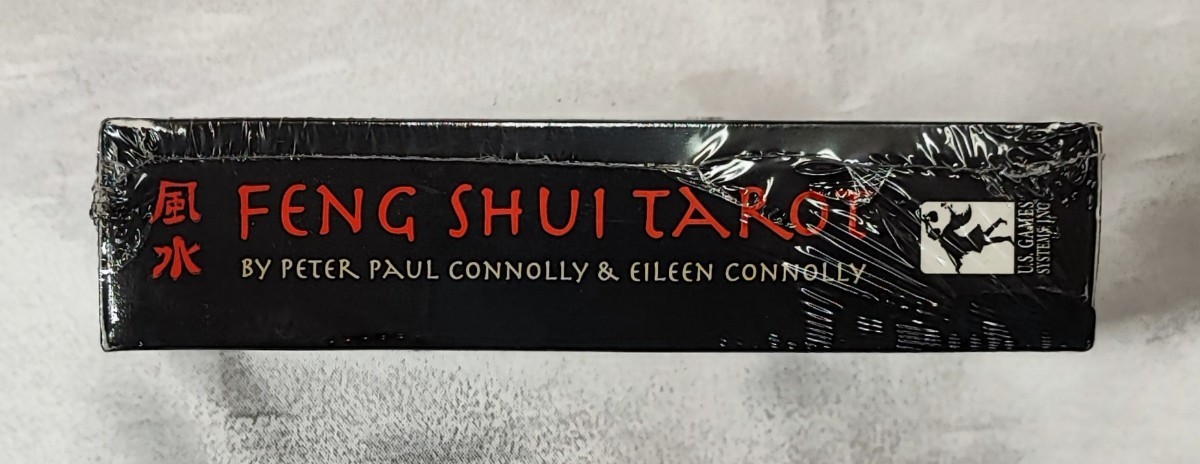 風水
FENG SHUI TAROT
BY PETER PAUL CONNOLLY & EILEEN CONNOLLY
U.S. GAMES
SYSTEMS, INC.